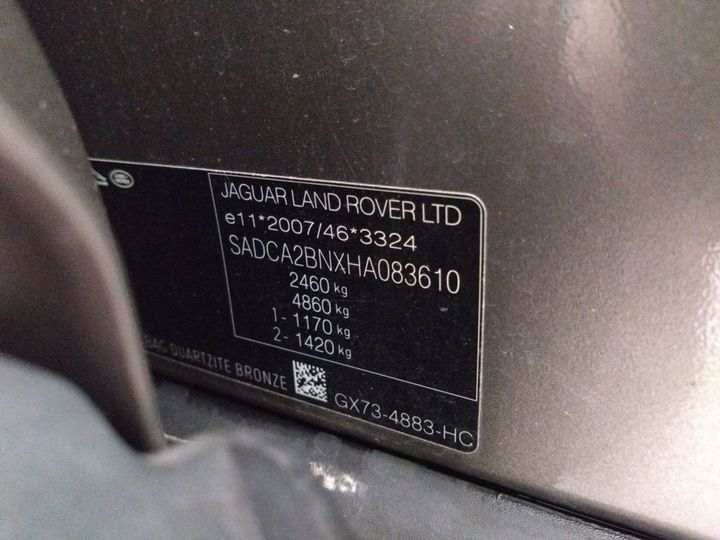 JAGUAR LAND ROVER LTD
e11*2007/46*3324
SADCA2BNXHA083610
2460 kg
4860 kg
1- 1170 kg
2- 1420 kg
QUARTZITE BRONZE
GX73-4883-HC